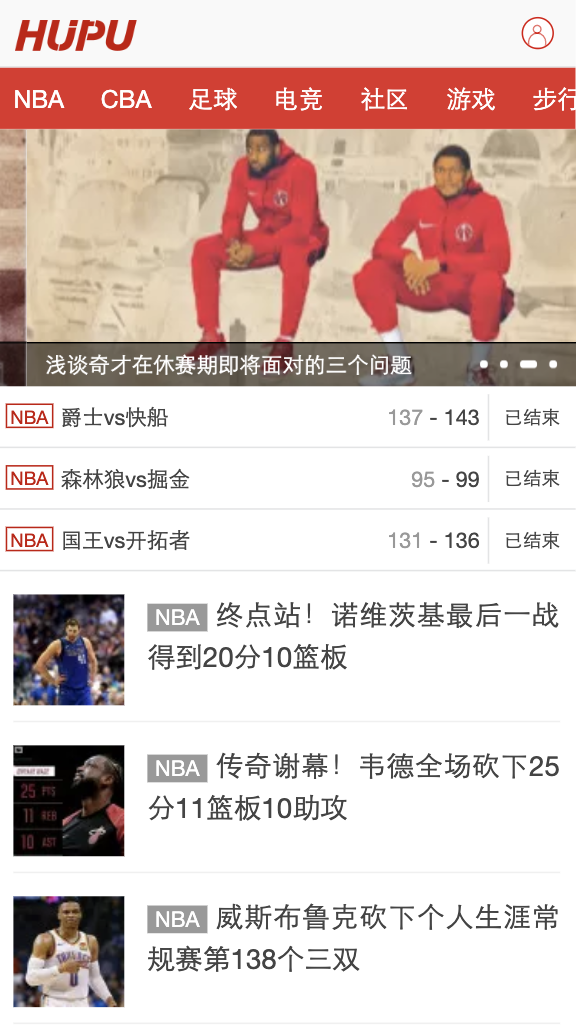 HUPU
NBA CBA 足球 电竞 社区 游戏 步行
浅谈奇才在休赛期即将面对的三个问题
NBA 爵士vs快船 137 - 143 已结束
NBA 森林狼vs掘金 95 - 99 已结束
NBA 国王vs开拓者 131 - 136 已结束
NBA 终点站！诺维茨基最后一战
得到20分10篮板
NBA 传奇谢幕！韦德全场砍下25
分11篮板10助攻
25 PTS
11 REB
10 AST
NBA 威斯布鲁克砍下个人生涯常
规赛第138个三双